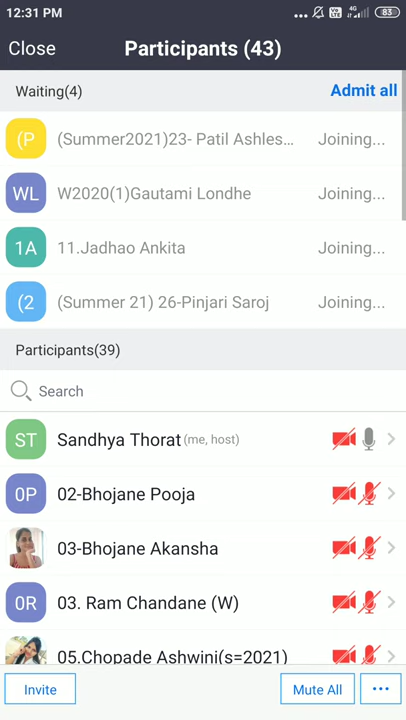 12:31 PM
4G
83
Close
Participants (43)
Waiting(4)
Admit all
(P
(Summer2021)23- Patil Ashles...
Joining...
WL
W2020(1)Gautami Londhe
Joining...
1A
11.Jadhao Ankita
Joining...
(2
(Summer 21) 26-Pinjari Saroj
Joining...
Participants(39)
Search
ST
Sandhya Thorat (me, host)
0P
02-Bhojane Pooja
03-Bhojane Akansha
0R
03. Ram Chandane (W)
05.Chopade Ashwini(s=2021)
Invite
Mute All
...